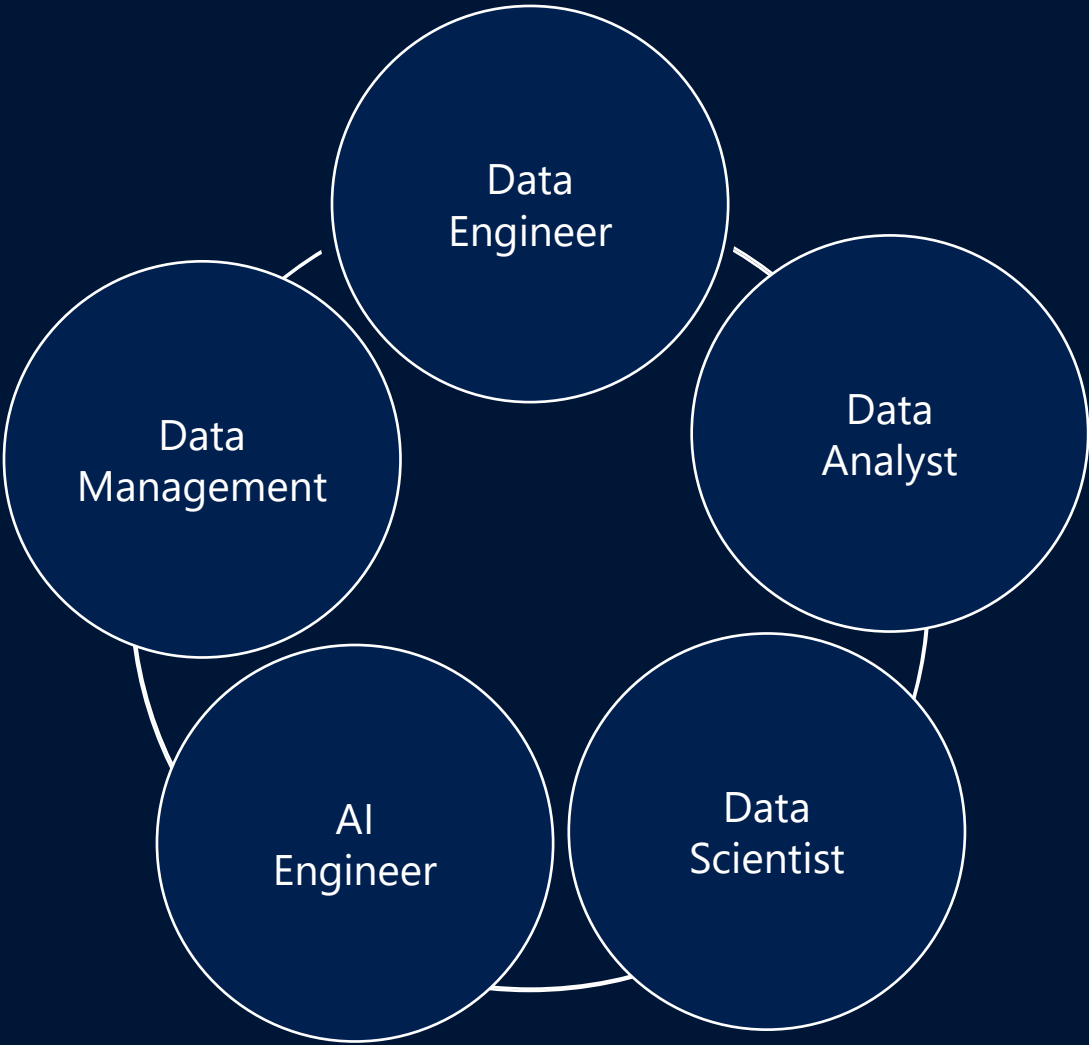 Data
Engineer
Data
Analyst
Data
Scientist
AI
Engineer
Data
Management